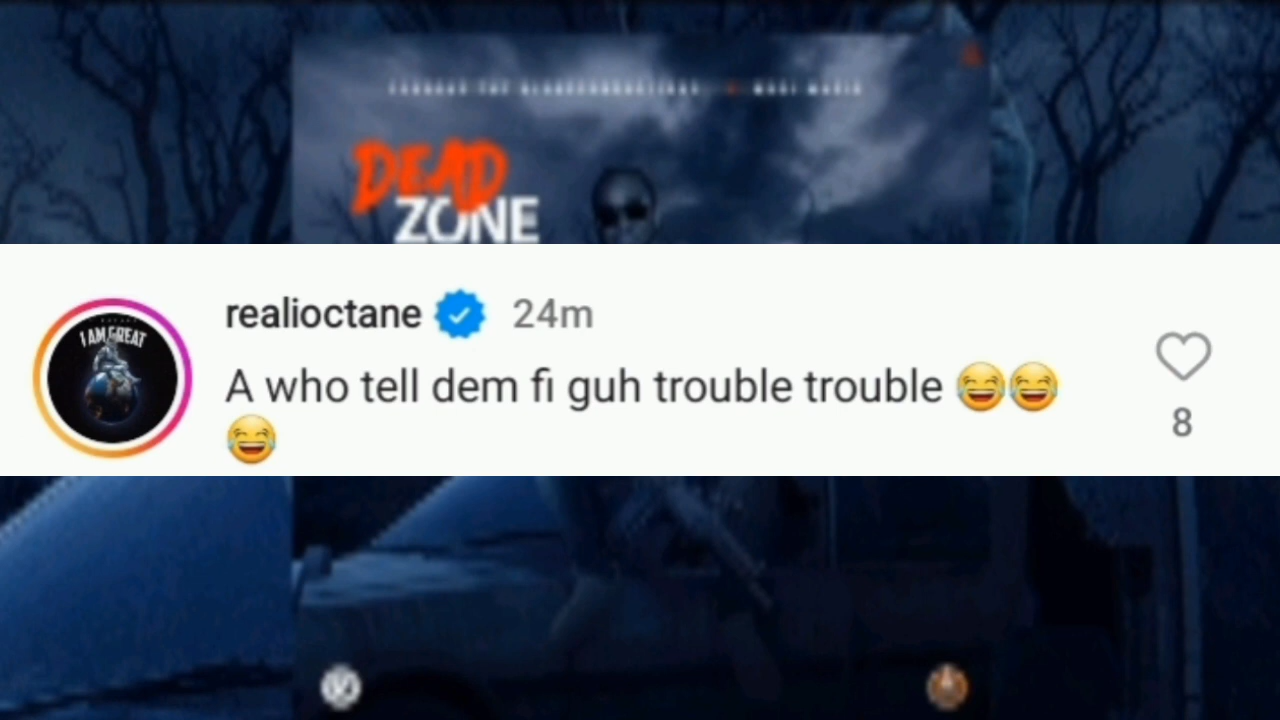 DEAD
ZONE
realioctane 24m
I AM GREAT
A who tell dem fi guh trouble trouble 😂😂
😂
8